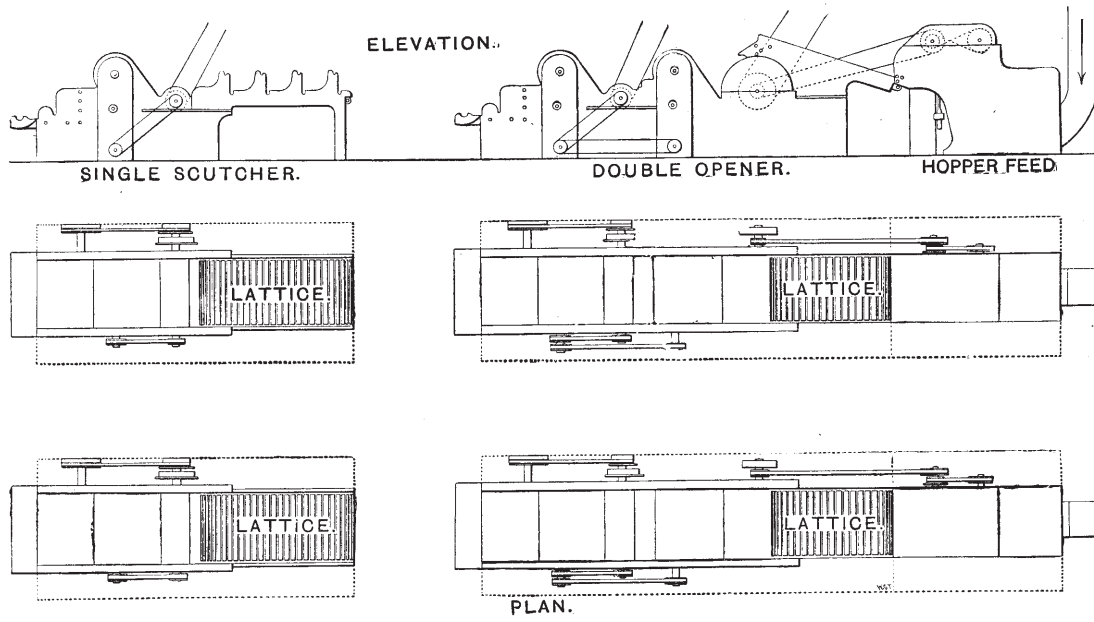 ELEVATION.
SINGLE SCUTCHER.
DOUBLE OPENER.
HOPPER FEED
LATTICE.
LATTICE.
LATTICE.
LATTICE.
PLAN.